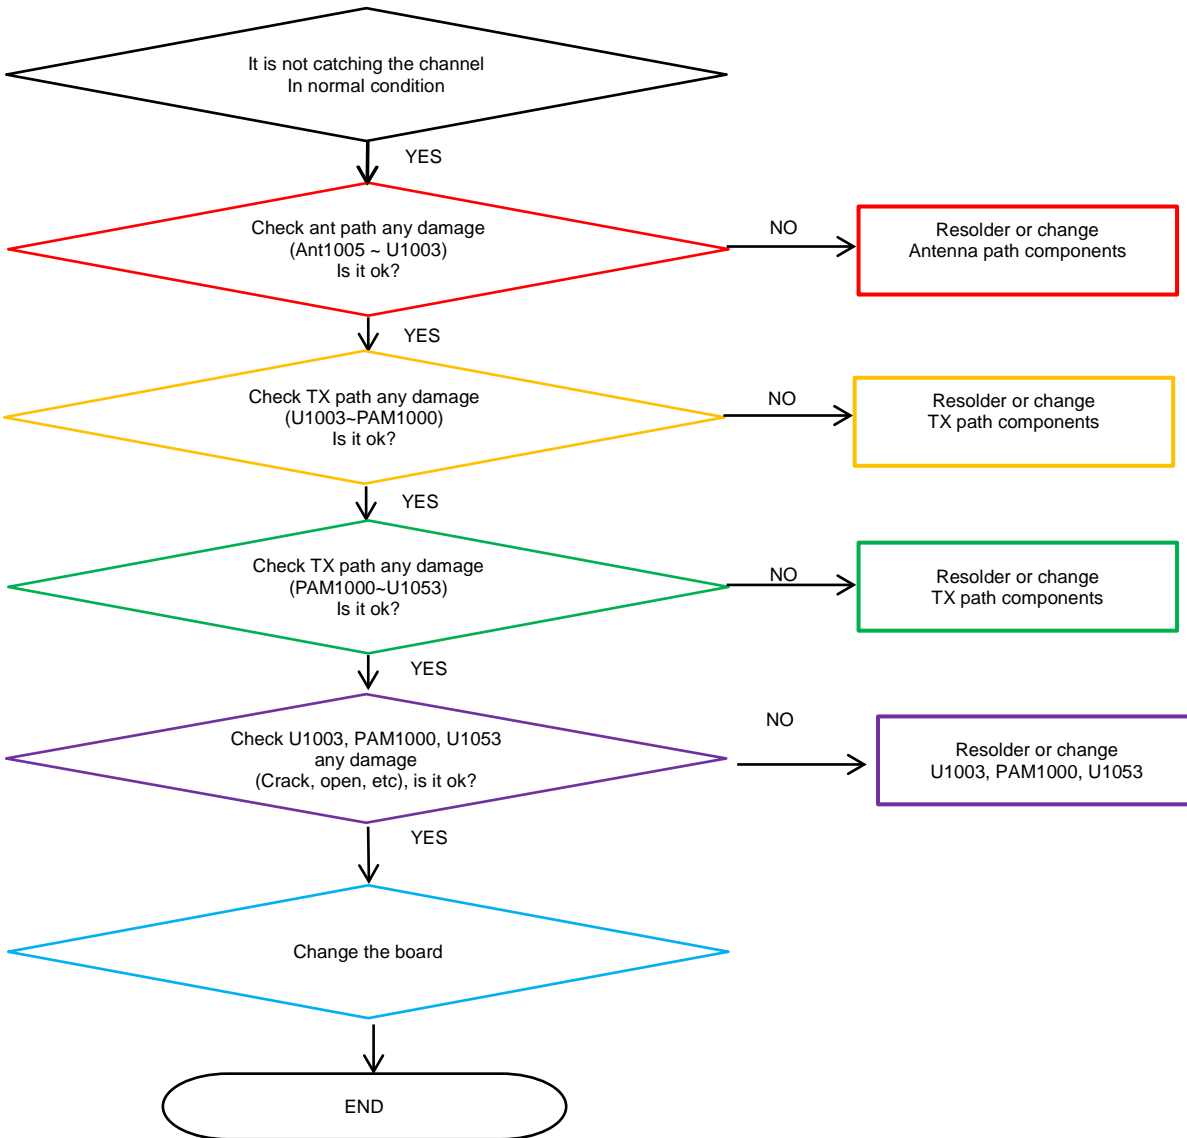 It is not catching the channel
In normal condition
YES
Check ant path any damage
(Ant1005 ~ U1003)
Is it ok?
NO
Resolder or change
Antenna path components
YES
Check TX path any damage
(U1003~PAM1000)
Is it ok?
NO
Resolder or change
TX path components
YES
Check TX path any damage
(PAM1000~U1053)
Is it ok?
NO
Resolder or change
TX path components
YES
Check U1003, PAM1000, U1053
any damage
(Crack, open, etc), is it ok?
NO
Resolder or change
U1003, PAM1000, U1053
YES
Change the board
END